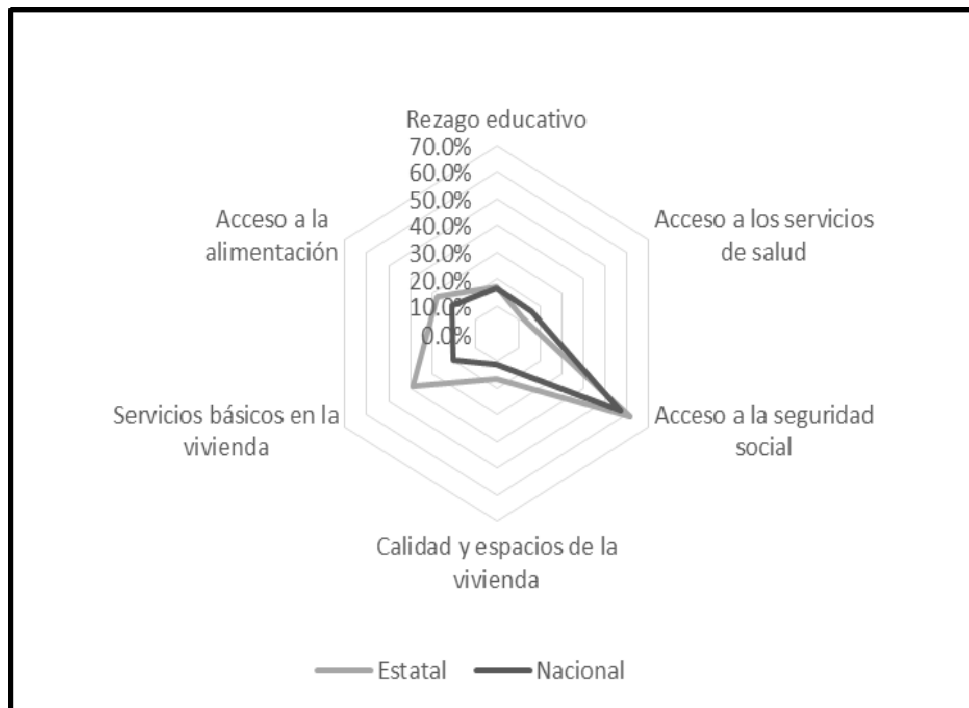 Rezago educativo
70.0%
60.0%
50.0%
40.0%
30.0%
20.0%
10.0%
0.0%
Acceso a los servicios
de salud
Acceso a la seguridad
social
Calidad y espacios de la
vivienda
Servicios básicos en la
vivienda
Acceso a la
alimentación
Estatal
Nacional